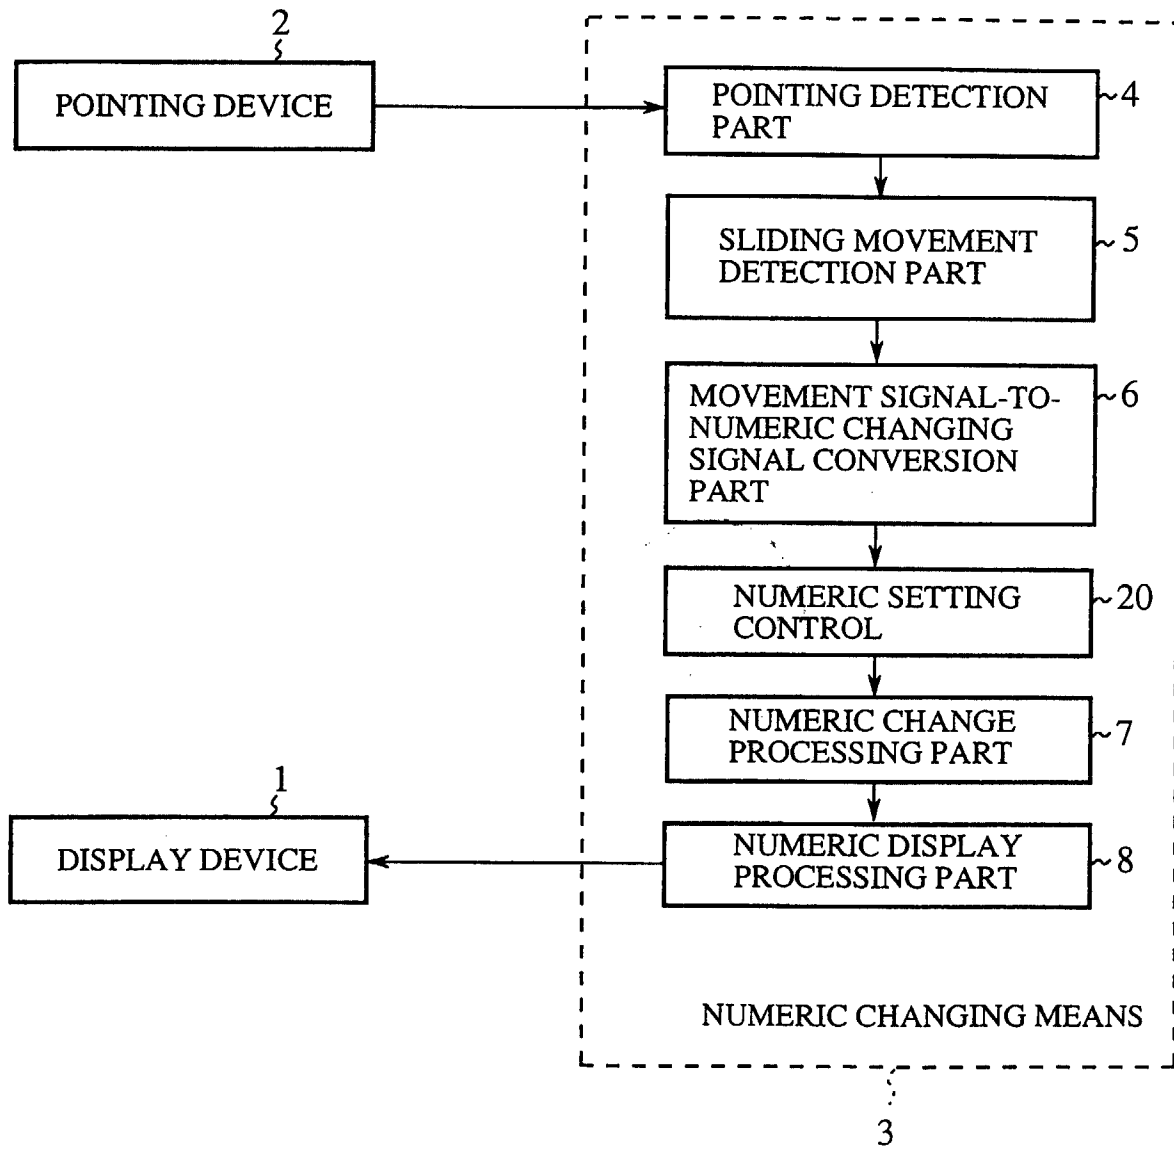 2
POINTING DEVICE
POINTING DETECTION
PART
4
SLIDING MOVEMENT
DETECTION PART
5
MOVEMENT SIGNAL-TO-
NUMERIC CHANGING
SIGNAL CONVERSION
PART
6
NUMERIC SETTING
CONTROL
20
NUMERIC CHANGE
PROCESSING PART
7
1
DISPLAY DEVICE
NUMERIC DISPLAY
PROCESSING PART
8
NUMERIC CHANGING MEANS
3